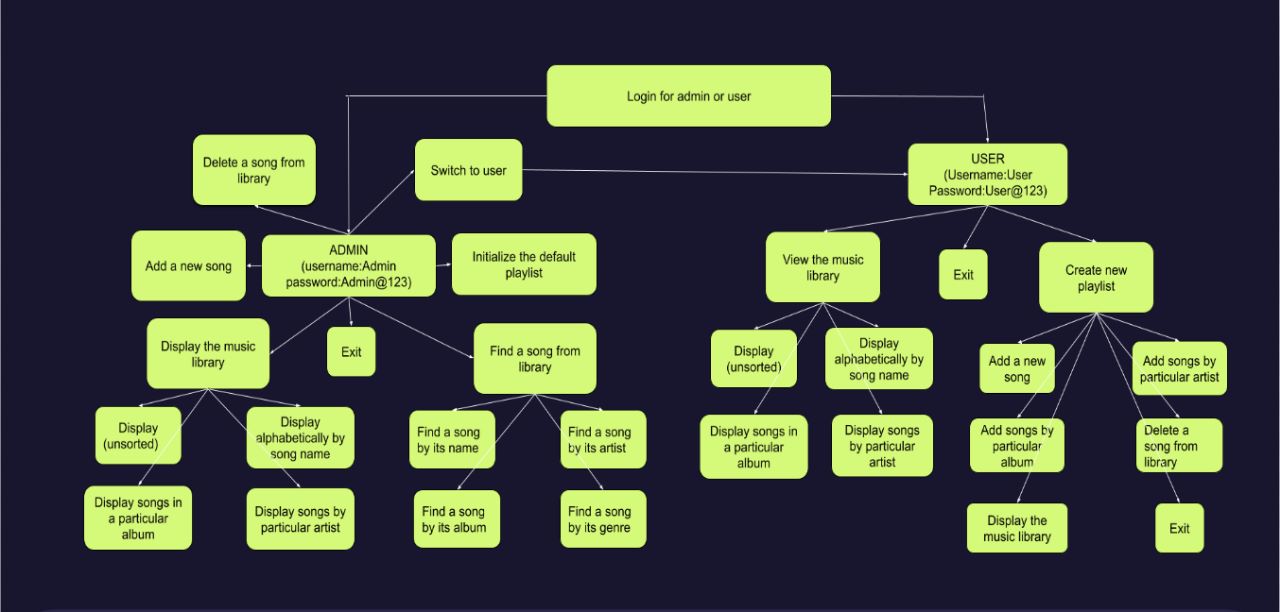 Login for admin or user
Delete a song from
library
Switch to user
USER
(Username:User
Password:User@123)
Add a new song
ADMIN
(username:Admin
password:Admin@123)
Initialize the default
playlist
View the music
library
Exit
Create new
playlist
Display the music
library
Exit
Find a song from
library
Display
(unsorted)
Display
alphabetically by
song name
Add a new
song
Add songs by
particular artist
Display
(unsorted)
Display
alphabetically by
song name
Find a song
by its name
Find a song
by its artist
Display songs in
a particular
album
Display songs
by particular
artist
Add songs by
particular
album
Delete a
song from
library
Display songs in
a particular
album
Display songs by
particular artist
Find a song
by its album
Find a song
by its genre
Display the
music library
Exit